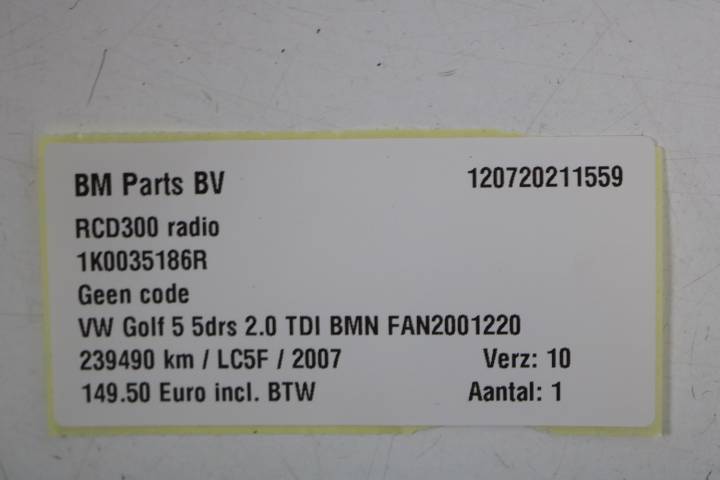 BM Parts BV 120720211559
RCD300 radio
1K0035186R
Geen code
VW Golf 5 5drs 2.0 TDI BMN FAN2001220
239490 km / LC5F / 2007 Verz: 10
149.50 Euro incl. BTW Aantal: 1